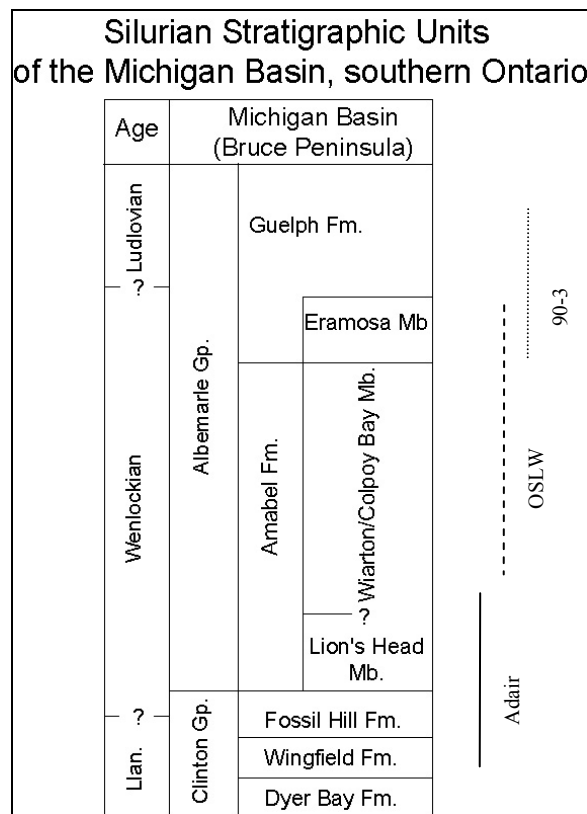 Silurian Stratigraphic Units
of the Michigan Basin, southern Ontario
Age
Michigan Basin
(Bruce Peninsula)
Ludlovian
?
Wenlockian
?
Llan.
Albemarle Gp.
Clinton Gp.
Guelph Fm.
Eramosa Mb
Amabel Fm.
Wiarton/Colpoy Bay Mb.
?
Lion's Head
Mb.
Fossil Hill Fm.
Wingfield Fm.
Dyer Bay Fm.
90-3
OSLW
Adair